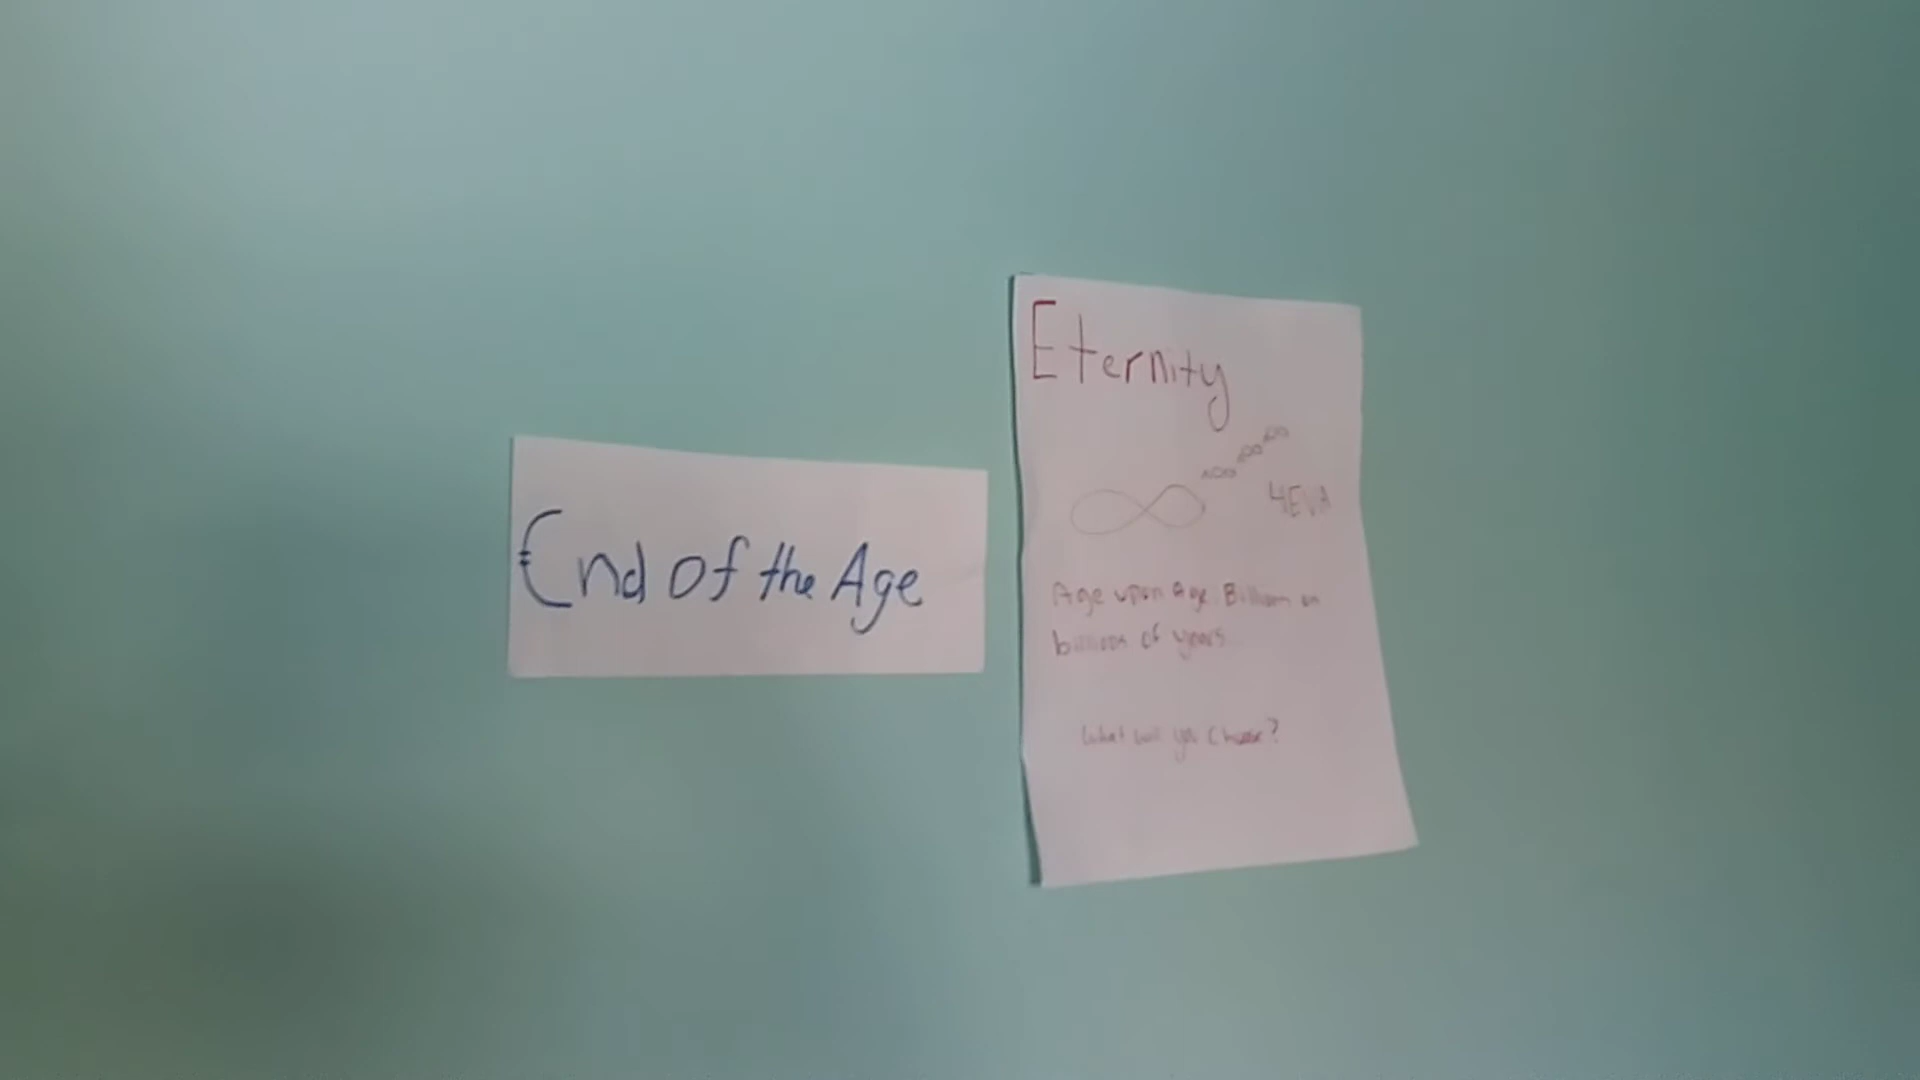 End of the Age
Eternity
4EVA
Age upon Age Billions on
billions of years...
What will you choose?